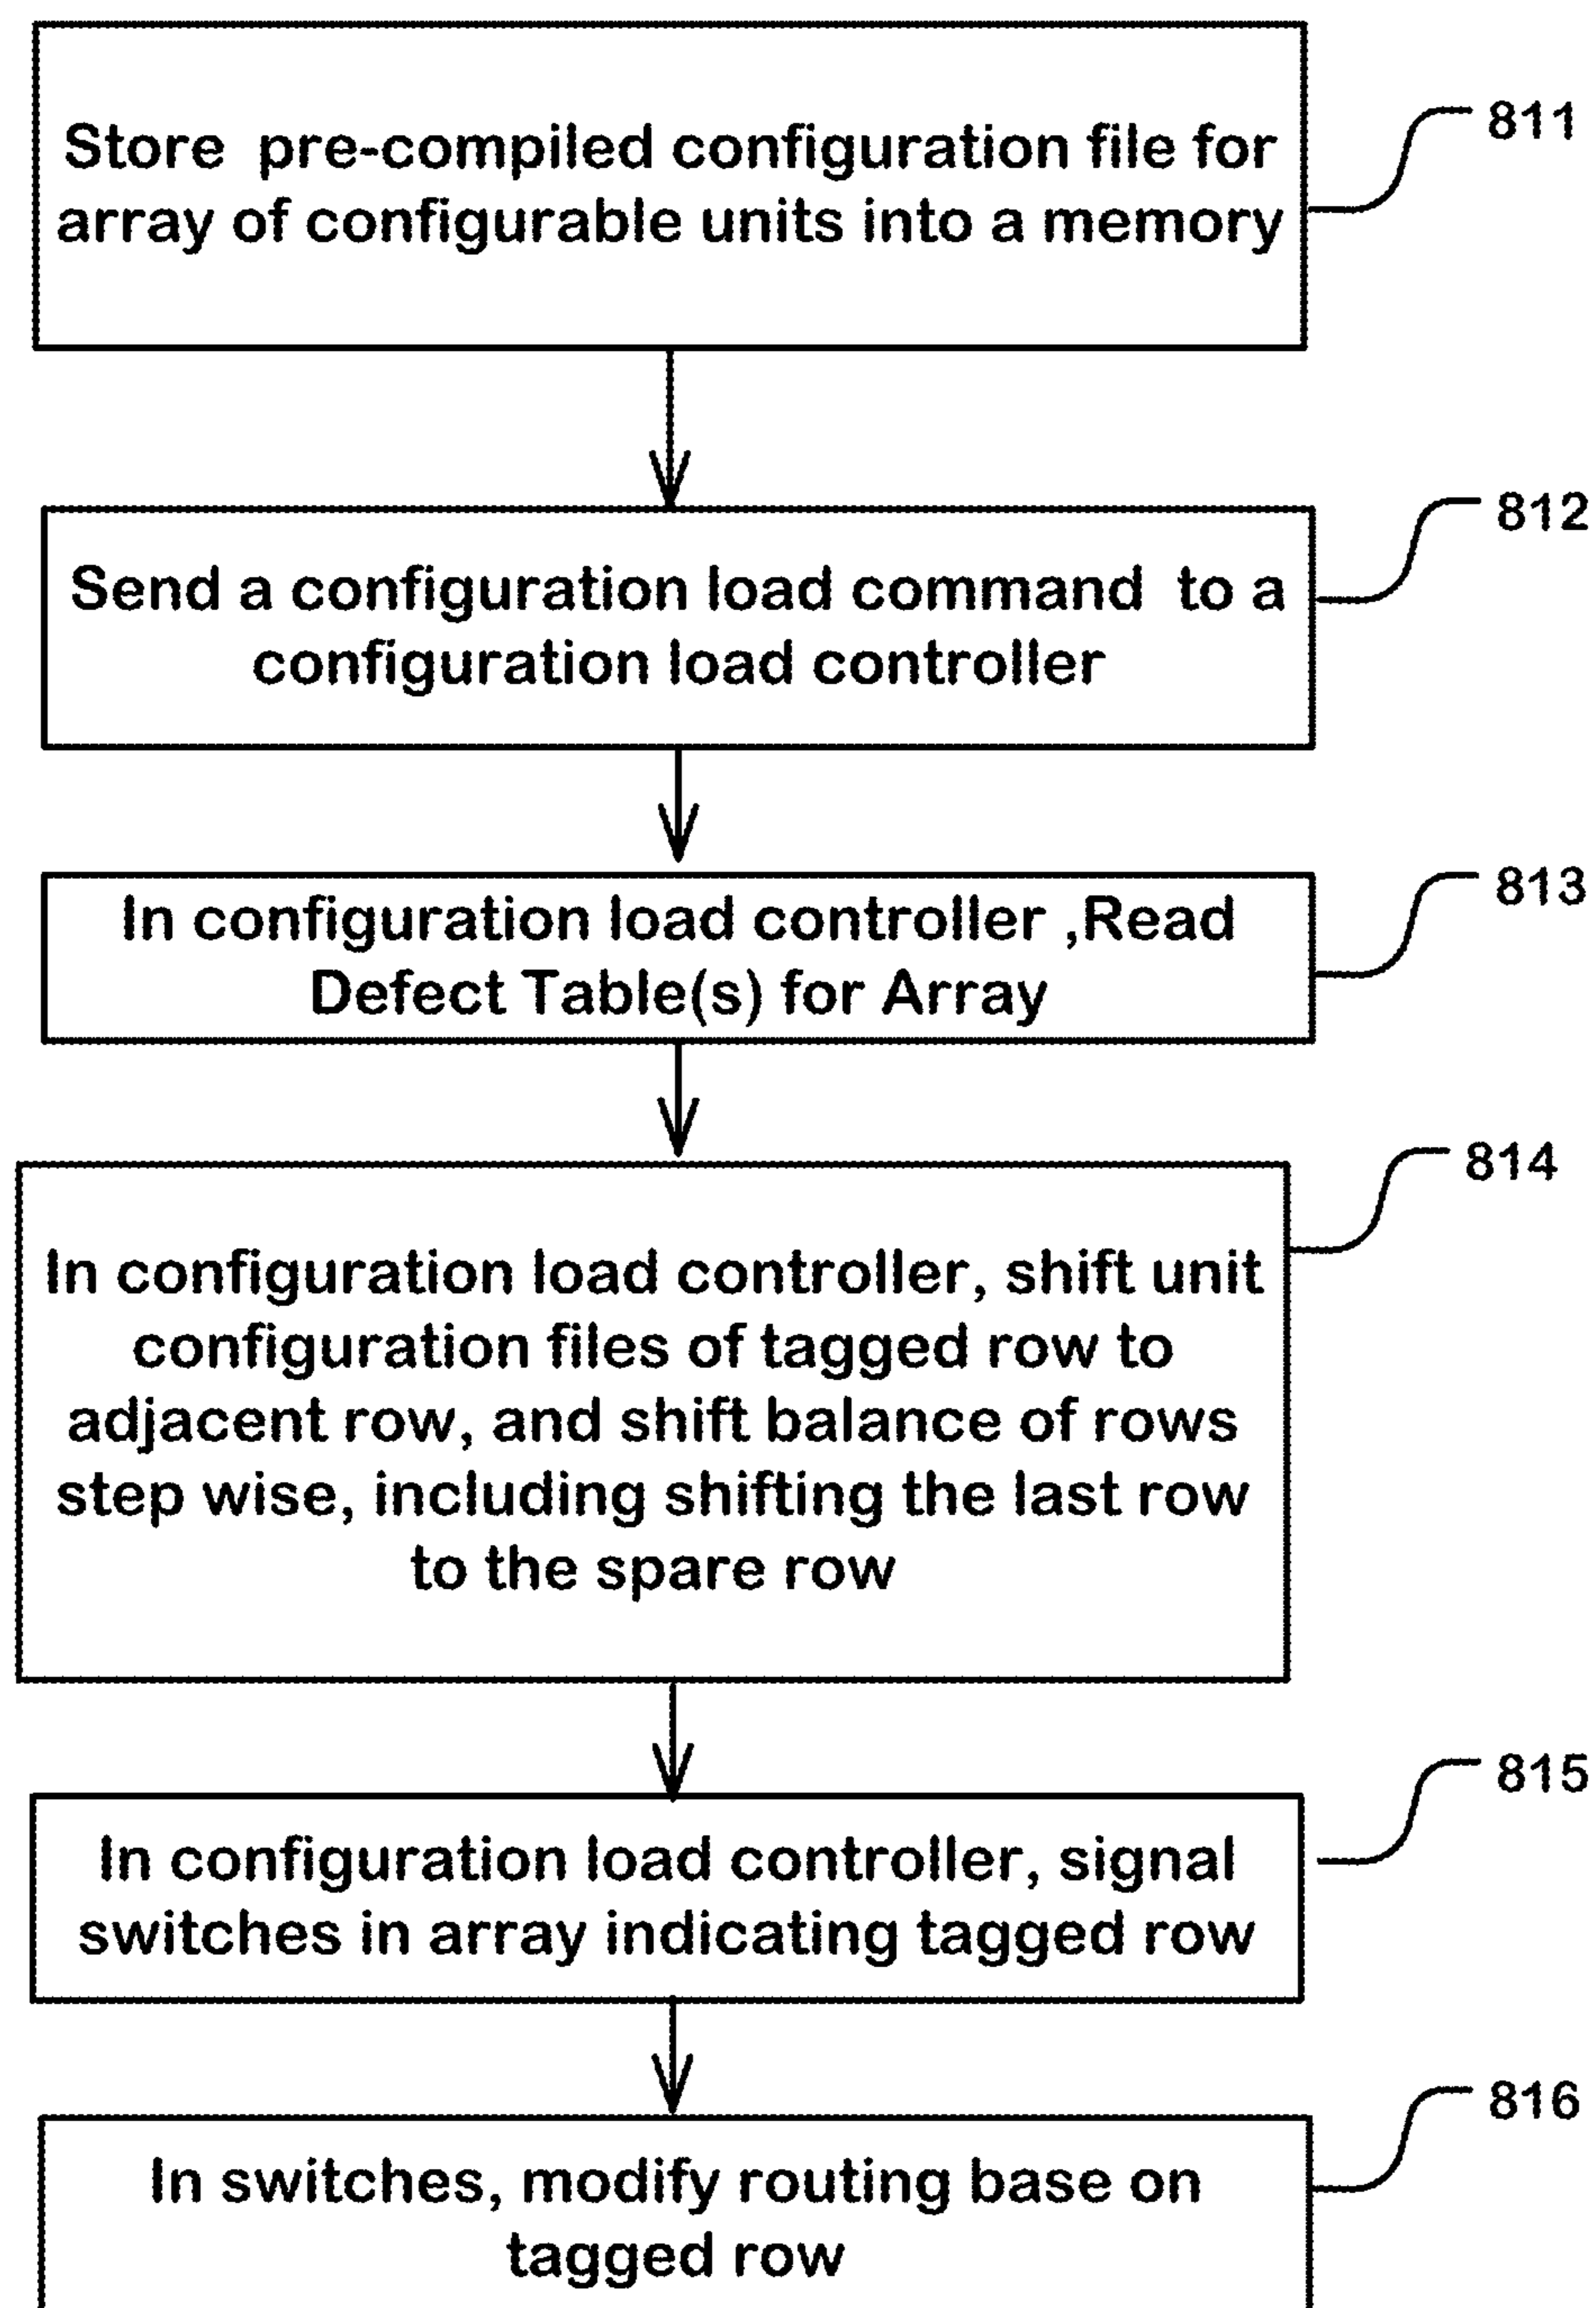 Store pre-compiled configuration file for
array of configurable units into a memory
811
Send a configuration load command to a
configuration load controller
812
In configuration load controller ,Read
Defect Table(s) for Array
813
In configuration load controller, shift unit
configuration files of tagged row to
adjacent row, and shift balance of rows
step wise, including shifting the last row
to the spare row
814
In configuration load controller, signal
switches in array indicating tagged row
815
In switches, modify routing base on
tagged row
816